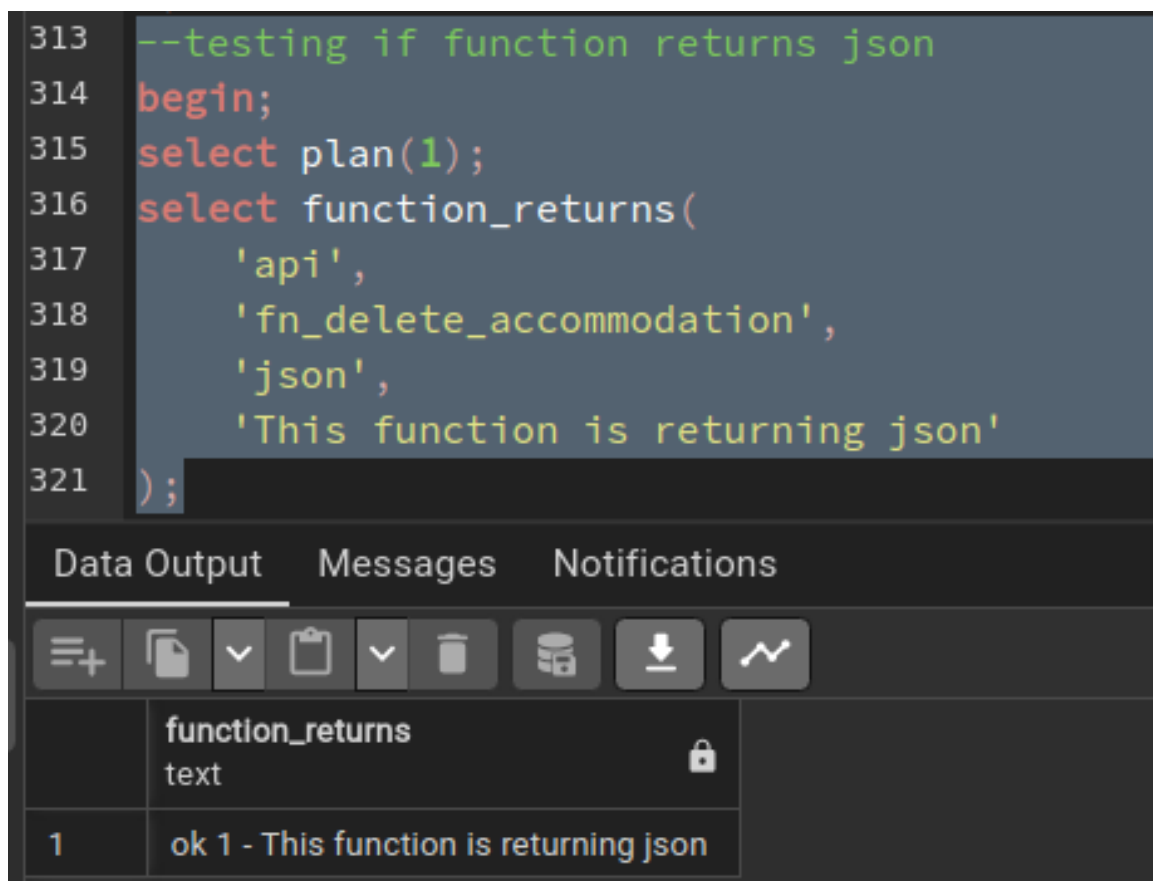 313 --testing if function returns json
314 begin;
315 select plan(1);
316 select function_returns(
317 'api',
318 'fn_delete_accommodation',
319 'json',
320 'This function is returning json'
321 );
Data Output Messages Notifications
function_returns
text
1 ok 1 - This function is returning json